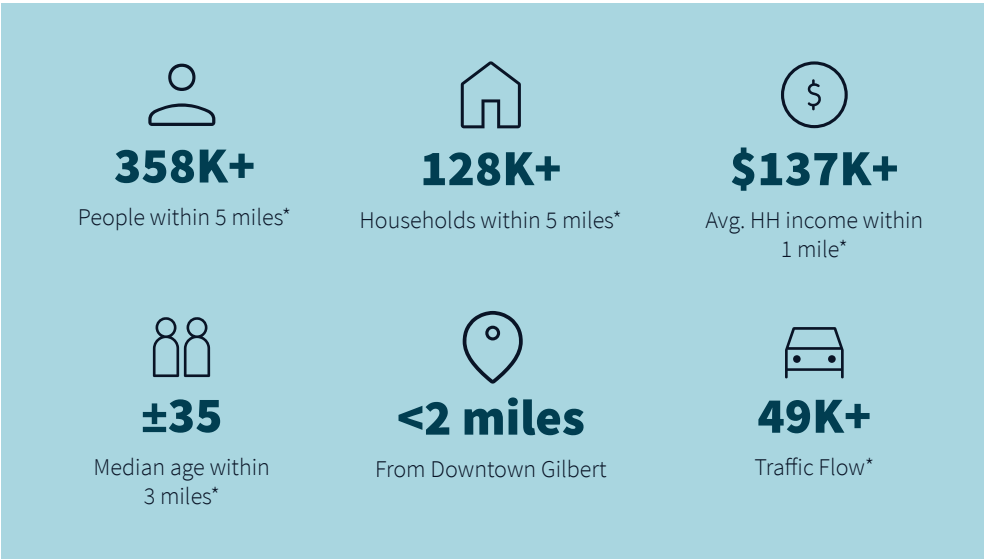 $
358K+
128K+
$137K+
People within 5 miles*
Households within 5 miles*
Avg. HH income within
1 mile*
±35
<2 miles
49K+
Median age within
3 miles*
From Downtown Gilbert
Traffic Flow*